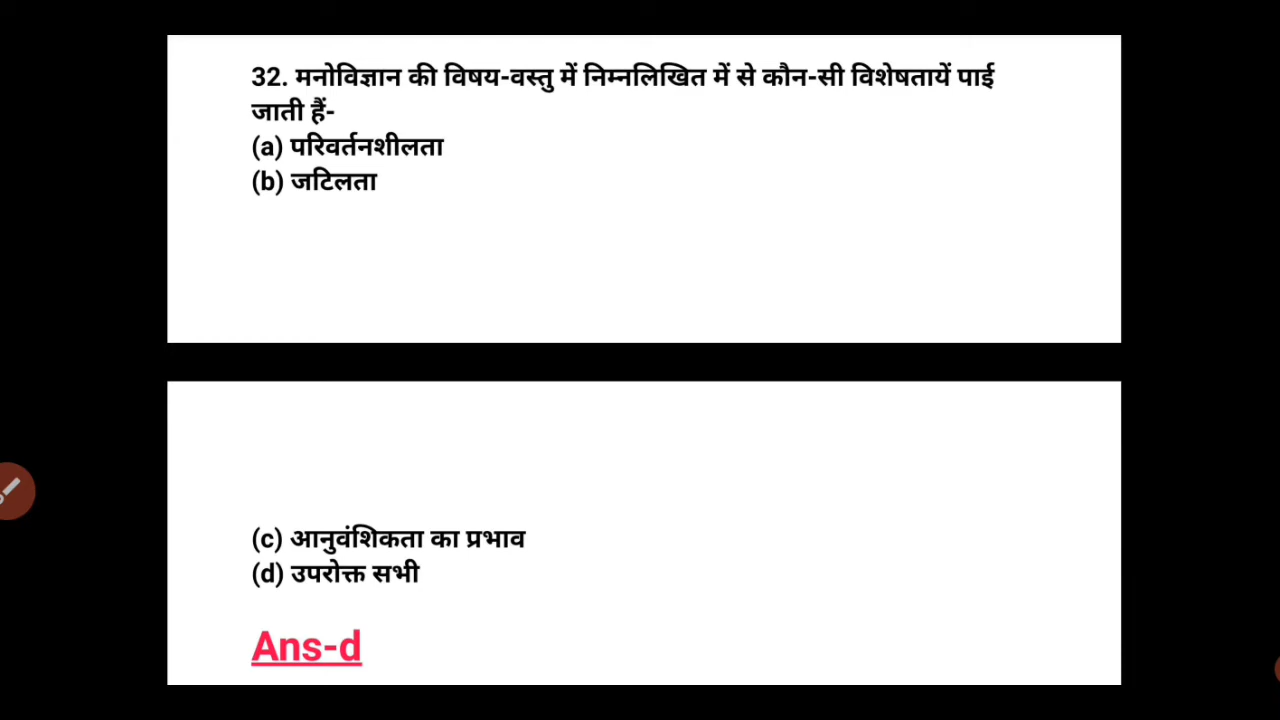 32. मनोविज्ञान की विषय-वस्तु में निम्नलिखित में से कौन-सी विशेषतायें पाई
जाती हैं-
(a) परिवर्तनशीलता
(b) जटिलता
(c) आनुवंशिकता का प्रभाव
(d) उपरोक्त सभी
Ans-d